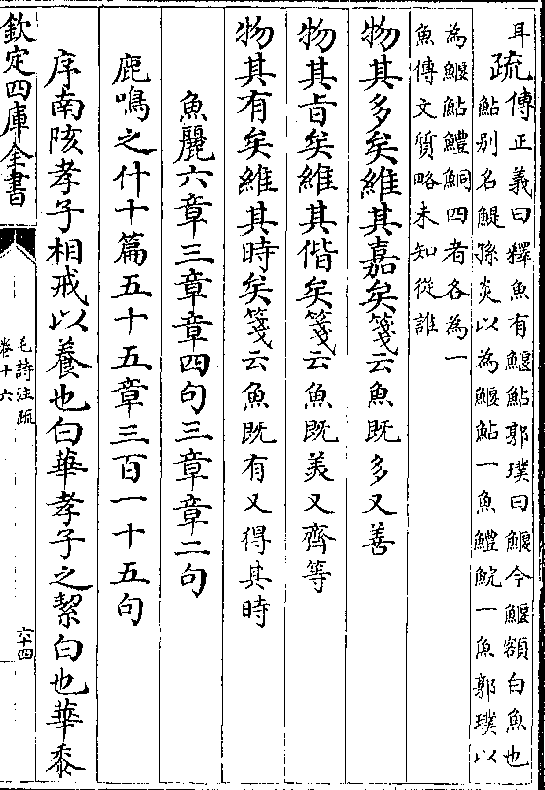 耳
疏傳正義曰釋魚有鰋鮎郭璞曰鰋今鰋額白魚也
鮎别名鯷孫炎以為鰋鮎一魚鱧鯇一魚郭璞以
為鰋鮎鱧鯇四者各為一
魚傳文質略未知從誰
物其多矣維其嘉矣箋云魚既多又善
物其㫖矣維其偕矣箋云魚既美又齊等
物其有矣維其時矣箋云魚既有又得其時
魚麗六章三章章四句三章章二句
鹿鳴之什十篇五十五章三百一十五句
序南陔孝子相戒以養也白華孝子之絜白也華黍
欽定四庫全書
毛詩注疏
卷十六
六十四